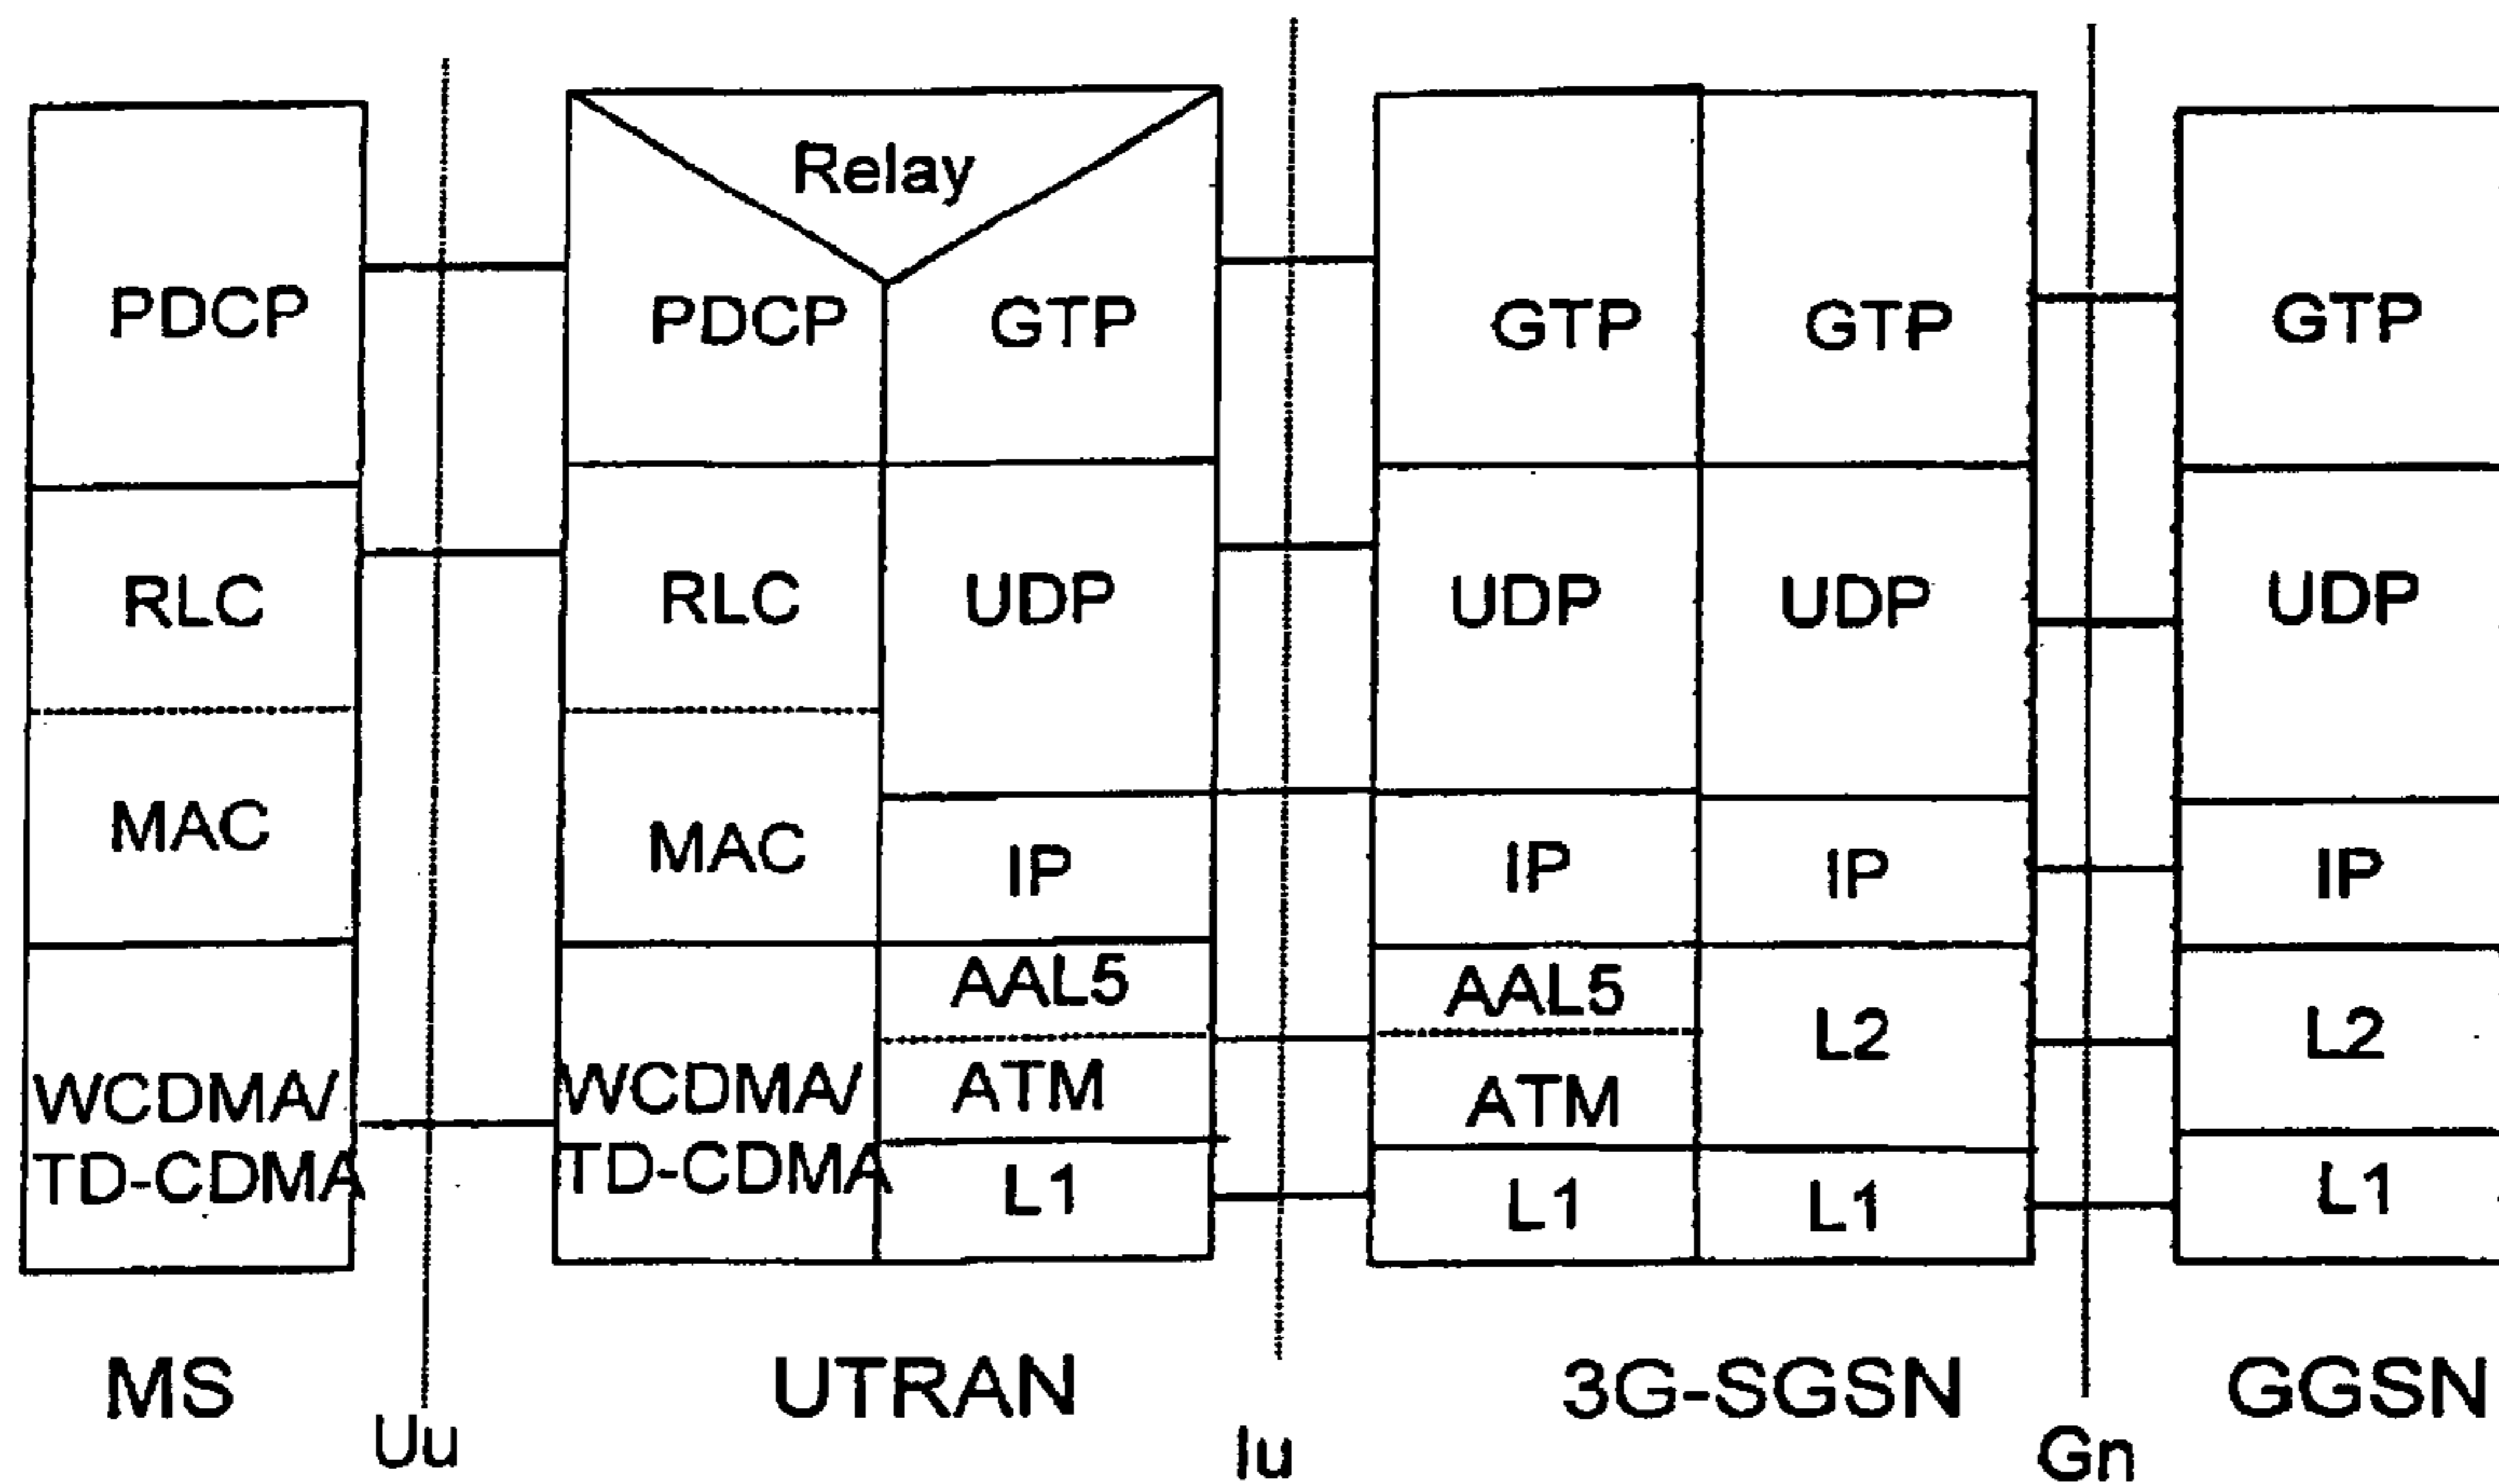 Relay
PDCP
PDCP
GTP
GTP
GTP
GTP
RLC
RLC
UDP
UDP
UDP
UDP
MAC
MAC
IP
IP
IP
IP
AAL5
AAL5
L2
L2
WCDMA/
TD-CDMA
WCDMA/
TD-CDMA
ATM
ATM
L1
L1
L1
L1
MS
UTRAN
3G-SGSN
GGSN
Uu
Iu
Gn